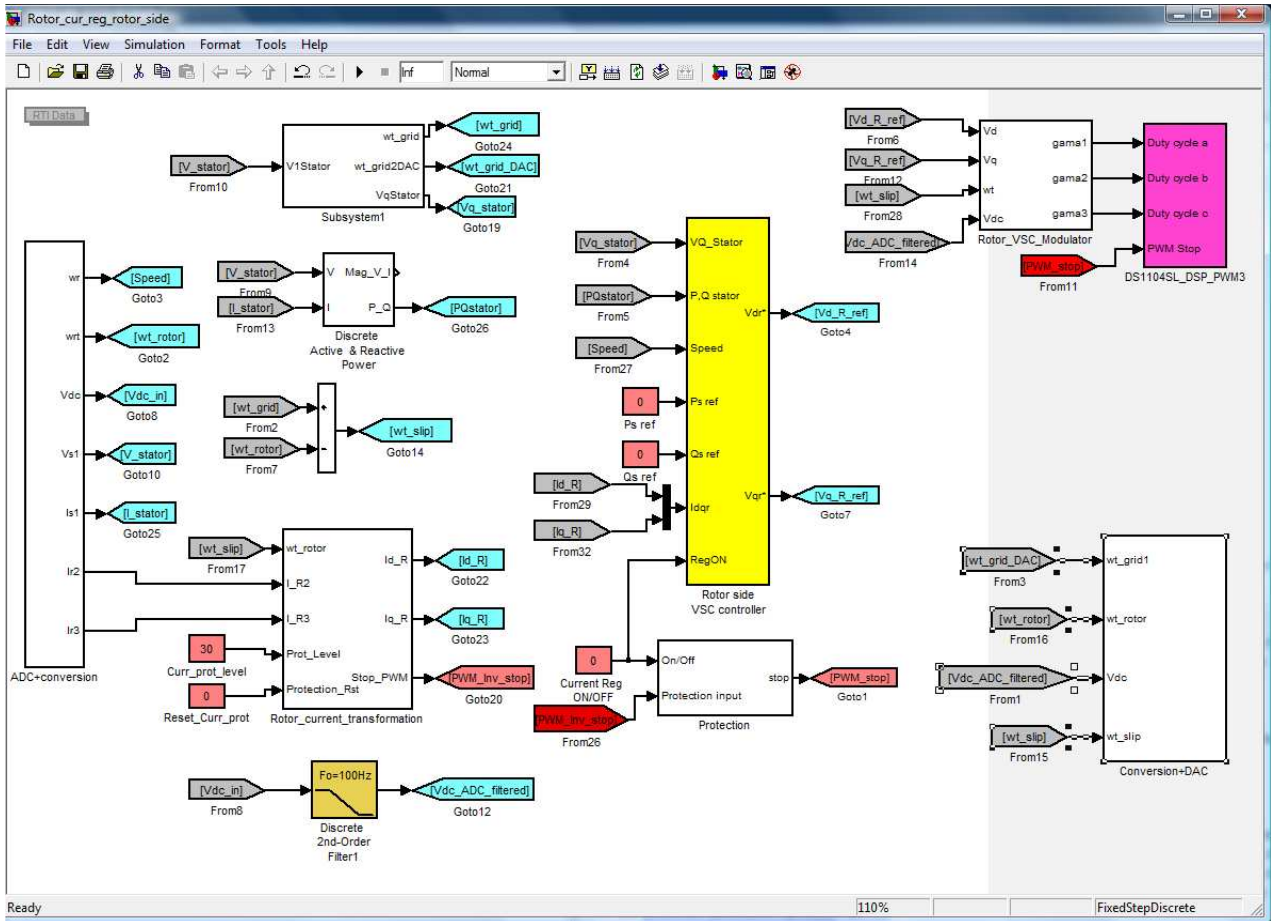 Rotor_cur_reg_rotor_side
File Edit View Simulation Format Tools Help
Inf Normal
RTI Data
[V_stator]
From10
V1Stator
wt_grid
wt_grid2DAC
VqStator
Subsystem1
[wt_grid]
Goto24
[wt_grid_DAC]
Goto21
[Vq_stator]
Goto19
wr
wrt
Vdc
Vs1
Is1
Ir2
Ir3
ADC+conversion
[Speed]
Goto3
[wt_rotor]
Goto2
[Vdc_in]
Goto8
[V_stator]
Goto10
[I_stator]
Goto25
[V_stator]
From9
[I_stator]
From13
V Mag_V_I
I P_Q
Discrete
Active & Reactive
Power
[PQstator]
Goto26
[wt_grid]
From2
[wt_rotor]
From7
+
-
[wt_slip]
Goto14
[wt_slip]
From17
30
Curr_prot_level
0
Reset_Curr_prot
wt_rotor
I_R2
I_R3
Prot_Level
Protection_Rst
Id_R
Iq_R
Stop_PWM
Rotor_current_transformation
[Id_R]
Goto22
[Iq_R]
Goto23
[PWM_Inv_stop]
Goto20
[Vdc_in]
From8
Fo=100Hz
Discrete
2nd-Order
Filter1
[Vdc_ADC_filtered]
Goto12
[Vq_stator]
From4
[PQstator]
From5
[Speed]
From27
0
Ps ref
0
Qs ref
[Id_R]
From29
[Iq_R]
From32
VQ_Stator
P,Q stator
Speed
Ps ref
Qs ref
Idqr
RegON
Vdr*
Vqr*
Rotor side
VSC controller
[Vd_R_ref]
Goto4
[Vq_R_ref]
Goto7
0
Current Reg
ON/OFF
[PWM_Inv_stop]
From26
On/Off
Protection input
stop
Protection
[PWM_stop]
Goto1
[Vd_R_ref]
From6
[Vq_R_ref]
From12
[wt_slip]
From28
[Vdc_ADC_filtered]
From14
Vd
Vq
wt
Vdc
gama1
gama2
gama3
Rotor_VSC_Modulator
[PWM_stop]
From11
Duty cycle a
Duty cycle b
Duty cycle c
PWM Stop
DS1104SL_DSP_PWM3
[wt_grid_DAC]
From3
[wt_rotor]
From16
[Vdc_ADC_filtered]
From1
[wt_slip]
From15
wt_grid1
wt_rotor
Vdc
wt_slip
Conversion+DAC
Ready 110% FixedStepDiscrete